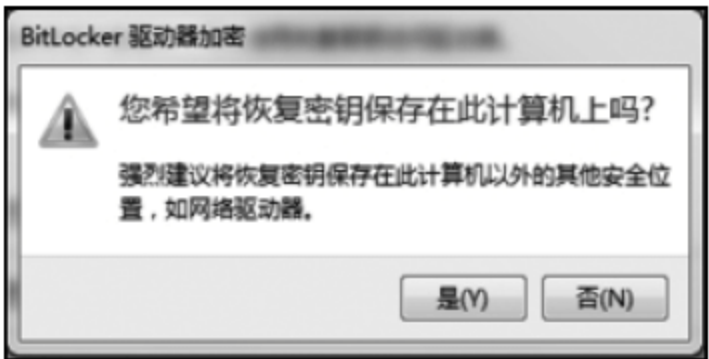 BitLocker 驱动器加密
您希望将恢复密钥保存在此计算机上吗?
强烈建议将恢复密钥保存在此计算机以外的其他安全位
置，如网络驱动器。
是(Y)
否(N)